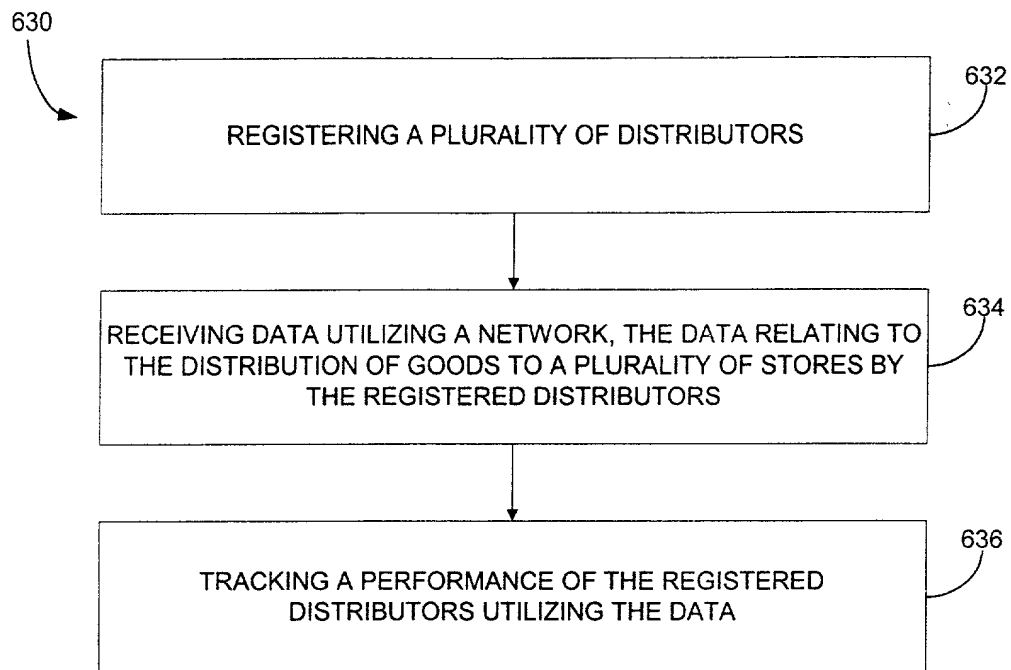 630
632
REGISTERING A PLURALITY OF DISTRIBUTORS
634
RECEIVING DATA UTILIZING A NETWORK, THE DATA RELATING TO
THE DISTRIBUTION OF GOODS TO A PLURALITY OF STORES BY
THE REGISTERED DISTRIBUTORS
636
TRACKING A PERFORMANCE OF THE REGISTERED
DISTRIBUTORS UTILIZING THE DATA